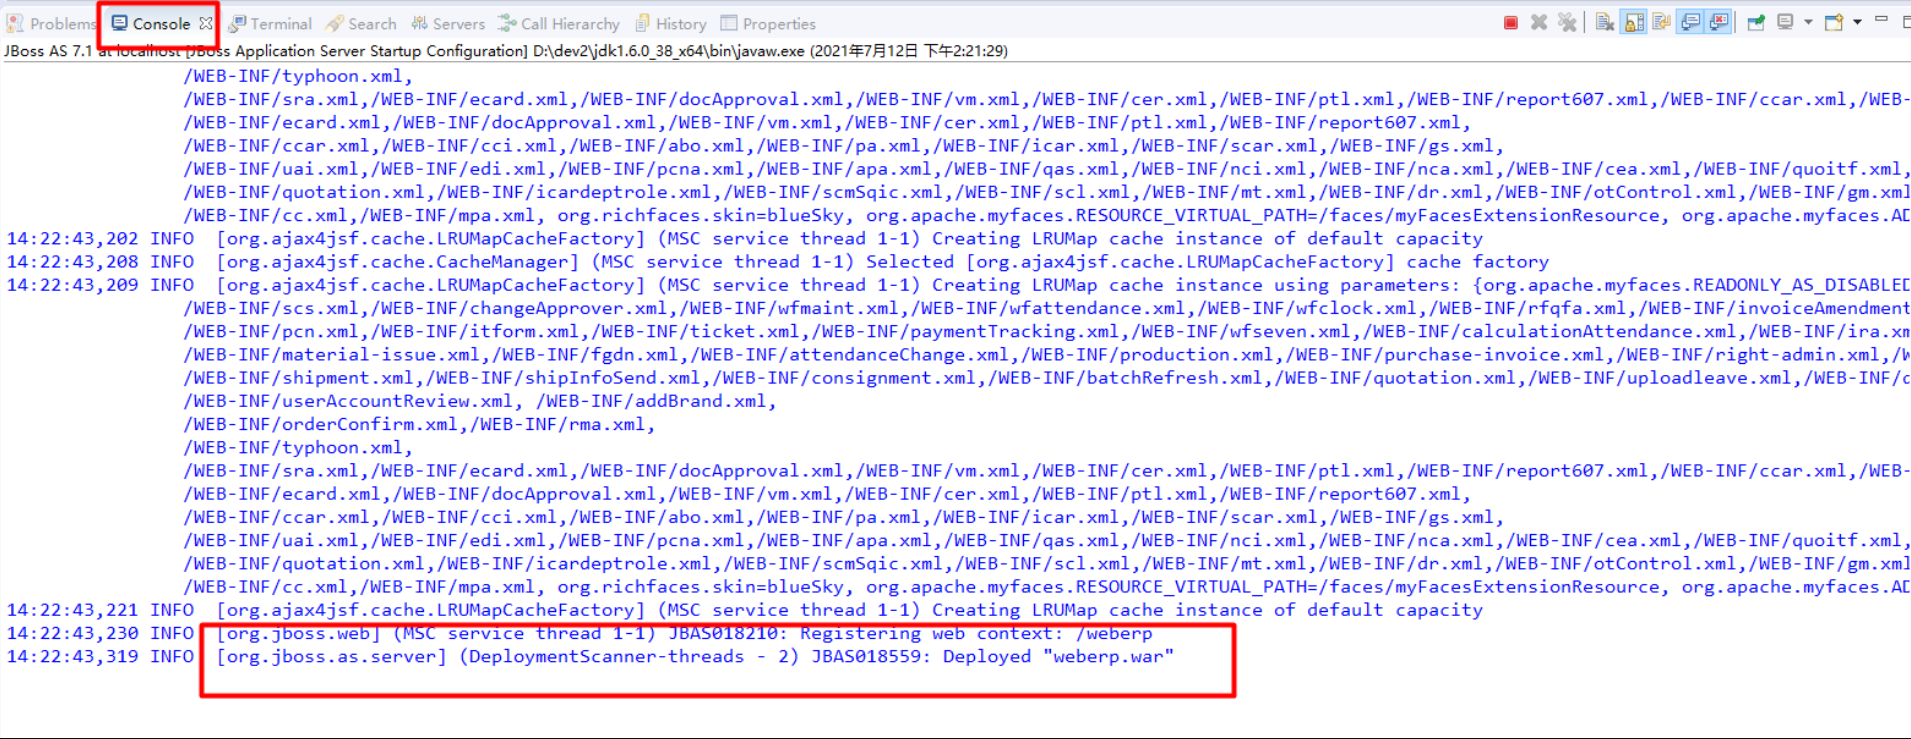 Problems Console Terminal Search Servers Call Hierarchy History Properties
JBoss AS 7.1 at localhost [JBoss Application Server Startup Configuration] D:\dev2\jdk1.6.0_38_x64\bin\javaw.exe (2021年7月12日 下午2:21:29)
/WEB-INF/typhoon.xml,
/WEB-INF/sra.xml,/WEB-INF/ecard.xml,/WEB-INF/docApproval.xml,/WEB-INF/vm.xml,/WEB-INF/cer.xml,/WEB-INF/ptl.xml,/WEB-INF/report607.xml,/WEB-INF/ccar.xml,/WEB-
/WEB-INF/ecard.xml,/WEB-INF/docApproval.xml,/WEB-INF/vm.xml,/WEB-INF/cer.xml,/WEB-INF/ptl.xml,/WEB-INF/report607.xml,
/WEB-INF/ccar.xml,/WEB-INF/cci.xml,/WEB-INF/abo.xml,/WEB-INF/pa.xml,/WEB-INF/icar.xml,/WEB-INF/scar.xml,/WEB-INF/gs.xml,
/WEB-INF/uai.xml,/WEB-INF/edi.xml,/WEB-INF/pcna.xml,/WEB-INF/apa.xml,/WEB-INF/qas.xml,/WEB-INF/nci.xml,/WEB-INF/nca.xml,/WEB-INF/cea.xml,/WEB-INF/quoitf.xml,
/WEB-INF/quotation.xml,/WEB-INF/icardeptrole.xml,/WEB-INF/scmSqic.xml,/WEB-INF/scl.xml,/WEB-INF/mt.xml,/WEB-INF/dr.xml,/WEB-INF/otControl.xml,/WEB-INF/gm.xml
/WEB-INF/cc.xml,/WEB-INF/mpa.xml, org.richfaces.skin=blueSky, org.apache.myfaces.RESOURCE_VIRTUAL_PATH=/faces/myFacesExtensionResource, org.apache.myfaces.AD
14:22:43,202 INFO [org.ajax4jsf.cache.LRUMapCacheFactory] (MSC service thread 1-1) Creating LRUMap cache instance of default capacity
14:22:43,208 INFO [org.ajax4jsf.cache.CacheManager] (MSC service thread 1-1) Selected [org.ajax4jsf.cache.LRUMapCacheFactory] cache factory
14:22:43,209 INFO [org.ajax4jsf.cache.LRUMapCacheFactory] (MSC service thread 1-1) Creating LRUMap cache instance using parameters: {org.apache.myfaces.READONLY_AS_DISABLED
/WEB-INF/scs.xml,/WEB-INF/changeApprover.xml,/WEB-INF/wfmaint.xml,/WEB-INF/wfattendance.xml,/WEB-INF/wfclock.xml,/WEB-INF/rfqfa.xml,/WEB-INF/invoiceAmendment
/WEB-INF/pcn.xml,/WEB-INF/itform.xml,/WEB-INF/ticket.xml,/WEB-INF/paymentTracking.xml,/WEB-INF/wfseven.xml,/WEB-INF/calculationAttendance.xml,/WEB-INF/ira.xm
/WEB-INF/material-issue.xml,/WEB-INF/fgdn.xml,/WEB-INF/attendanceChange.xml,/WEB-INF/production.xml,/WEB-INF/purchase-invoice.xml,/WEB-INF/right-admin.xml,/W
/WEB-INF/shipment.xml,/WEB-INF/shipInfoSend.xml,/WEB-INF/consignment.xml,/WEB-INF/batchRefresh.xml,/WEB-INF/quotation.xml,/WEB-INF/uploadleave.xml,/WEB-INF/
/WEB-INF/userAccountReview.xml, /WEB-INF/addBrand.xml,
/WEB-INF/orderConfirm.xml,/WEB-INF/rma.xml,
/WEB-INF/typhoon.xml,
/WEB-INF/sra.xml,/WEB-INF/ecard.xml,/WEB-INF/docApproval.xml,/WEB-INF/vm.xml,/WEB-INF/cer.xml,/WEB-INF/ptl.xml,/WEB-INF/report607.xml,/WEB-INF/ccar.xml,/WEB-
/WEB-INF/ecard.xml,/WEB-INF/docApproval.xml,/WEB-INF/vm.xml,/WEB-INF/cer.xml,/WEB-INF/ptl.xml,/WEB-INF/report607.xml,
/WEB-INF/ccar.xml,/WEB-INF/cci.xml,/WEB-INF/abo.xml,/WEB-INF/pa.xml,/WEB-INF/icar.xml,/WEB-INF/scar.xml,/WEB-INF/gs.xml,
/WEB-INF/uai.xml,/WEB-INF/edi.xml,/WEB-INF/pcna.xml,/WEB-INF/apa.xml,/WEB-INF/qas.xml,/WEB-INF/nci.xml,/WEB-INF/nca.xml,/WEB-INF/cea.xml,/WEB-INF/quoitf.xml,
/WEB-INF/quotation.xml,/WEB-INF/icardeptrole.xml,/WEB-INF/scmSqic.xml,/WEB-INF/scl.xml,/WEB-INF/mt.xml,/WEB-INF/dr.xml,/WEB-INF/otControl.xml,/WEB-INF/gm.xml
/WEB-INF/cc.xml,/WEB-INF/mpa.xml, org.richfaces.skin=blueSky, org.apache.myfaces.RESOURCE_VIRTUAL_PATH=/faces/myFacesExtensionResource, org.apache.myfaces.AD
14:22:43,221 INFO [org.ajax4jsf.cache.LRUMapCacheFactory] (MSC service thread 1-1) Creating LRUMap cache instance of default capacity
14:22:43,230 INFO [org.jboss.web] (MSC service thread 1-1) JBAS018210: Registering web context: /weberp
14:22:43,319 INFO [org.jboss.as.server] (DeploymentScanner-threads - 2) JBAS018559: Deployed "weberp.war"